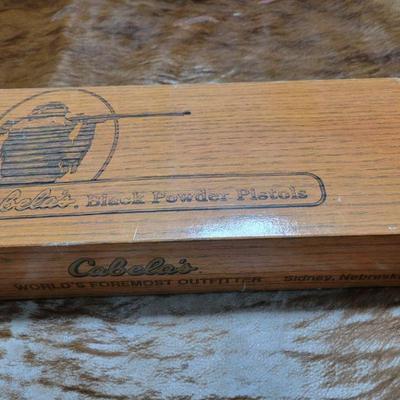 Cabela's. Black Powder Pistols
Cabela's
WORLD'S FOREMOST OUTFITTER Sidney, Nebraska